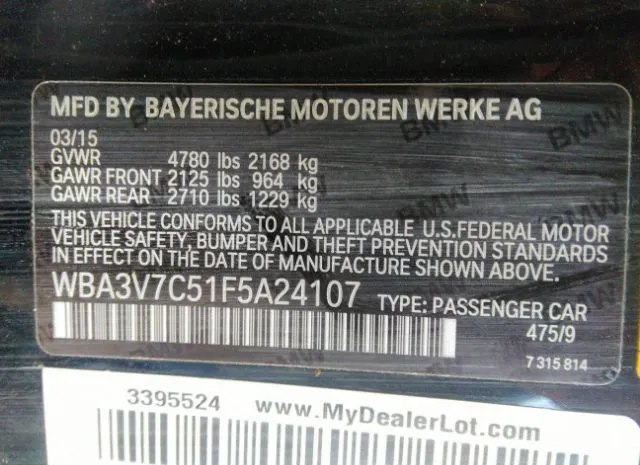 MFD BY BAYERISCHE MOTOREN WERKE AG
03/15
GVWR 4780 lbs 2168 kg
GAWR FRONT 2125 lbs 964 kg
GAWR REAR 2710 lbs 1229 kg
THIS VEHICLE CONFORMS TO ALL APPLICABLE U.S.FEDERAL MOTOR
VEHICLE SAFETY, BUMPER AND THEFT PREVENTION STANDARDS
IN EFFECT ON THE DATE OF MANUFACTURE SHOWN ABOVE.
WBA3V7C51F5A24107 TYPE: PASSENGER CAR
475/9
7 315 814
3395524 www.MyDealerLot.com